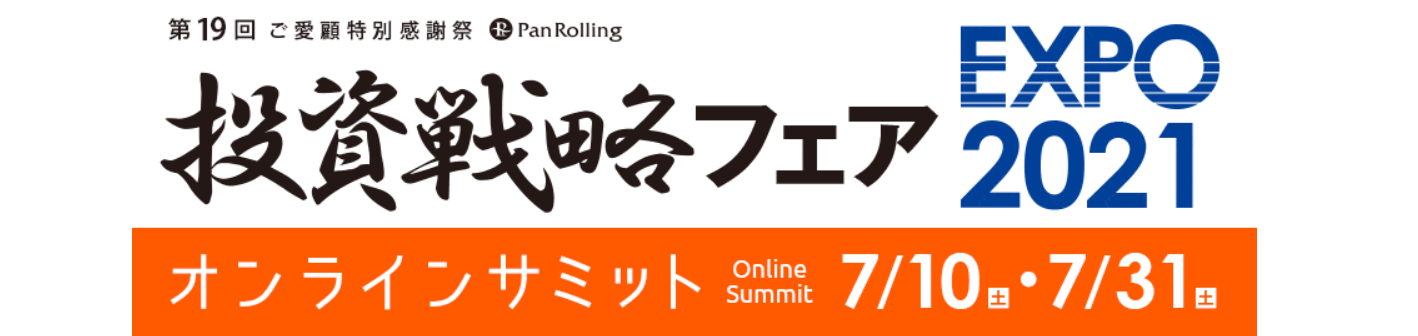 第19回 ご愛顧特別感謝祭 PanRolling
投資戦略フェア EXPO 2021
オンラインサミット Online Summit 7/10土・7/31土